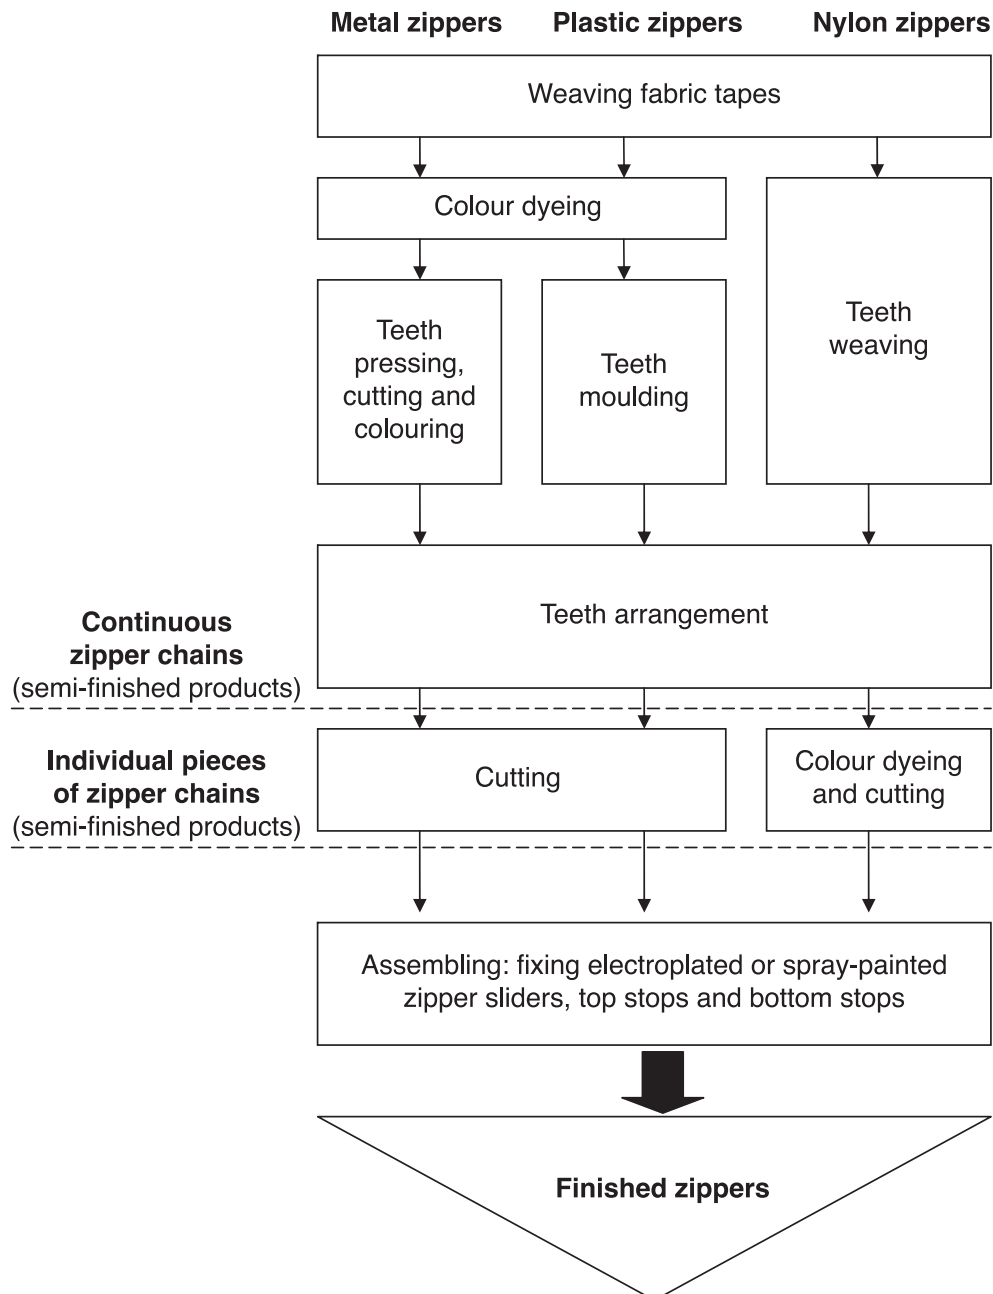 Metal zippers
Plastic zippers
Nylon zippers
Weaving fabric tapes
Colour dyeing
Teeth
pressing,
cutting and
colouring
Teeth
moulding
Teeth
weaving
Teeth arrangement
Continuous
zipper chains
(semi-finished products)
Individual pieces
of zipper chains
(semi-finished products)
Cutting
Colour dyeing
and cutting
Assembling: fixing electroplated or spray-painted
zipper sliders, top stops and bottom stops
Finished zippers